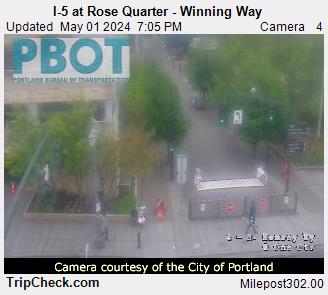 I-5 at Rose Quarter - Winning Way
Updated May 01 2024 7:05 PM Camera 4
PBOT
PORTLAND BUREAU OF TRANSPORTATION
Camera courtesy of the City of Portland
TripCheck.com Milepost302.00